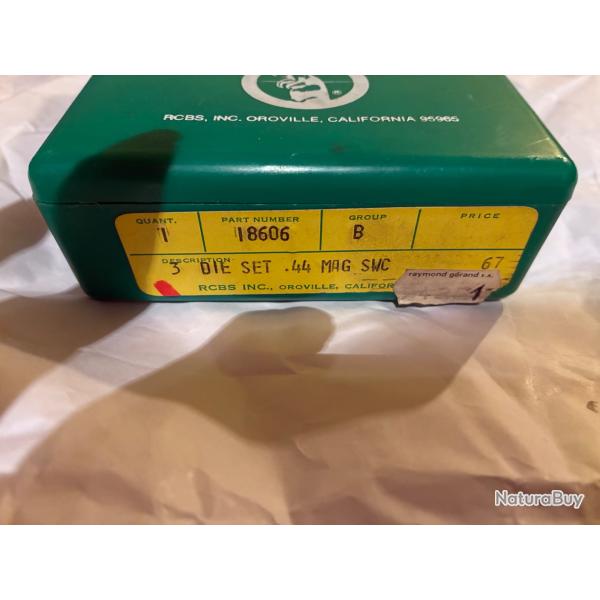 RCBS, INC. OROVILLE, CALIFORNIA 95965
QUANT. PART NUMBER GROUP PRICE
1 18606 B
DESCRIPTION
3 DIE SET .44 MAG SWC 67
raymond gérand s.a.
1
RCBS INC., OROVILLE, CALIFOR
NaturaBuy